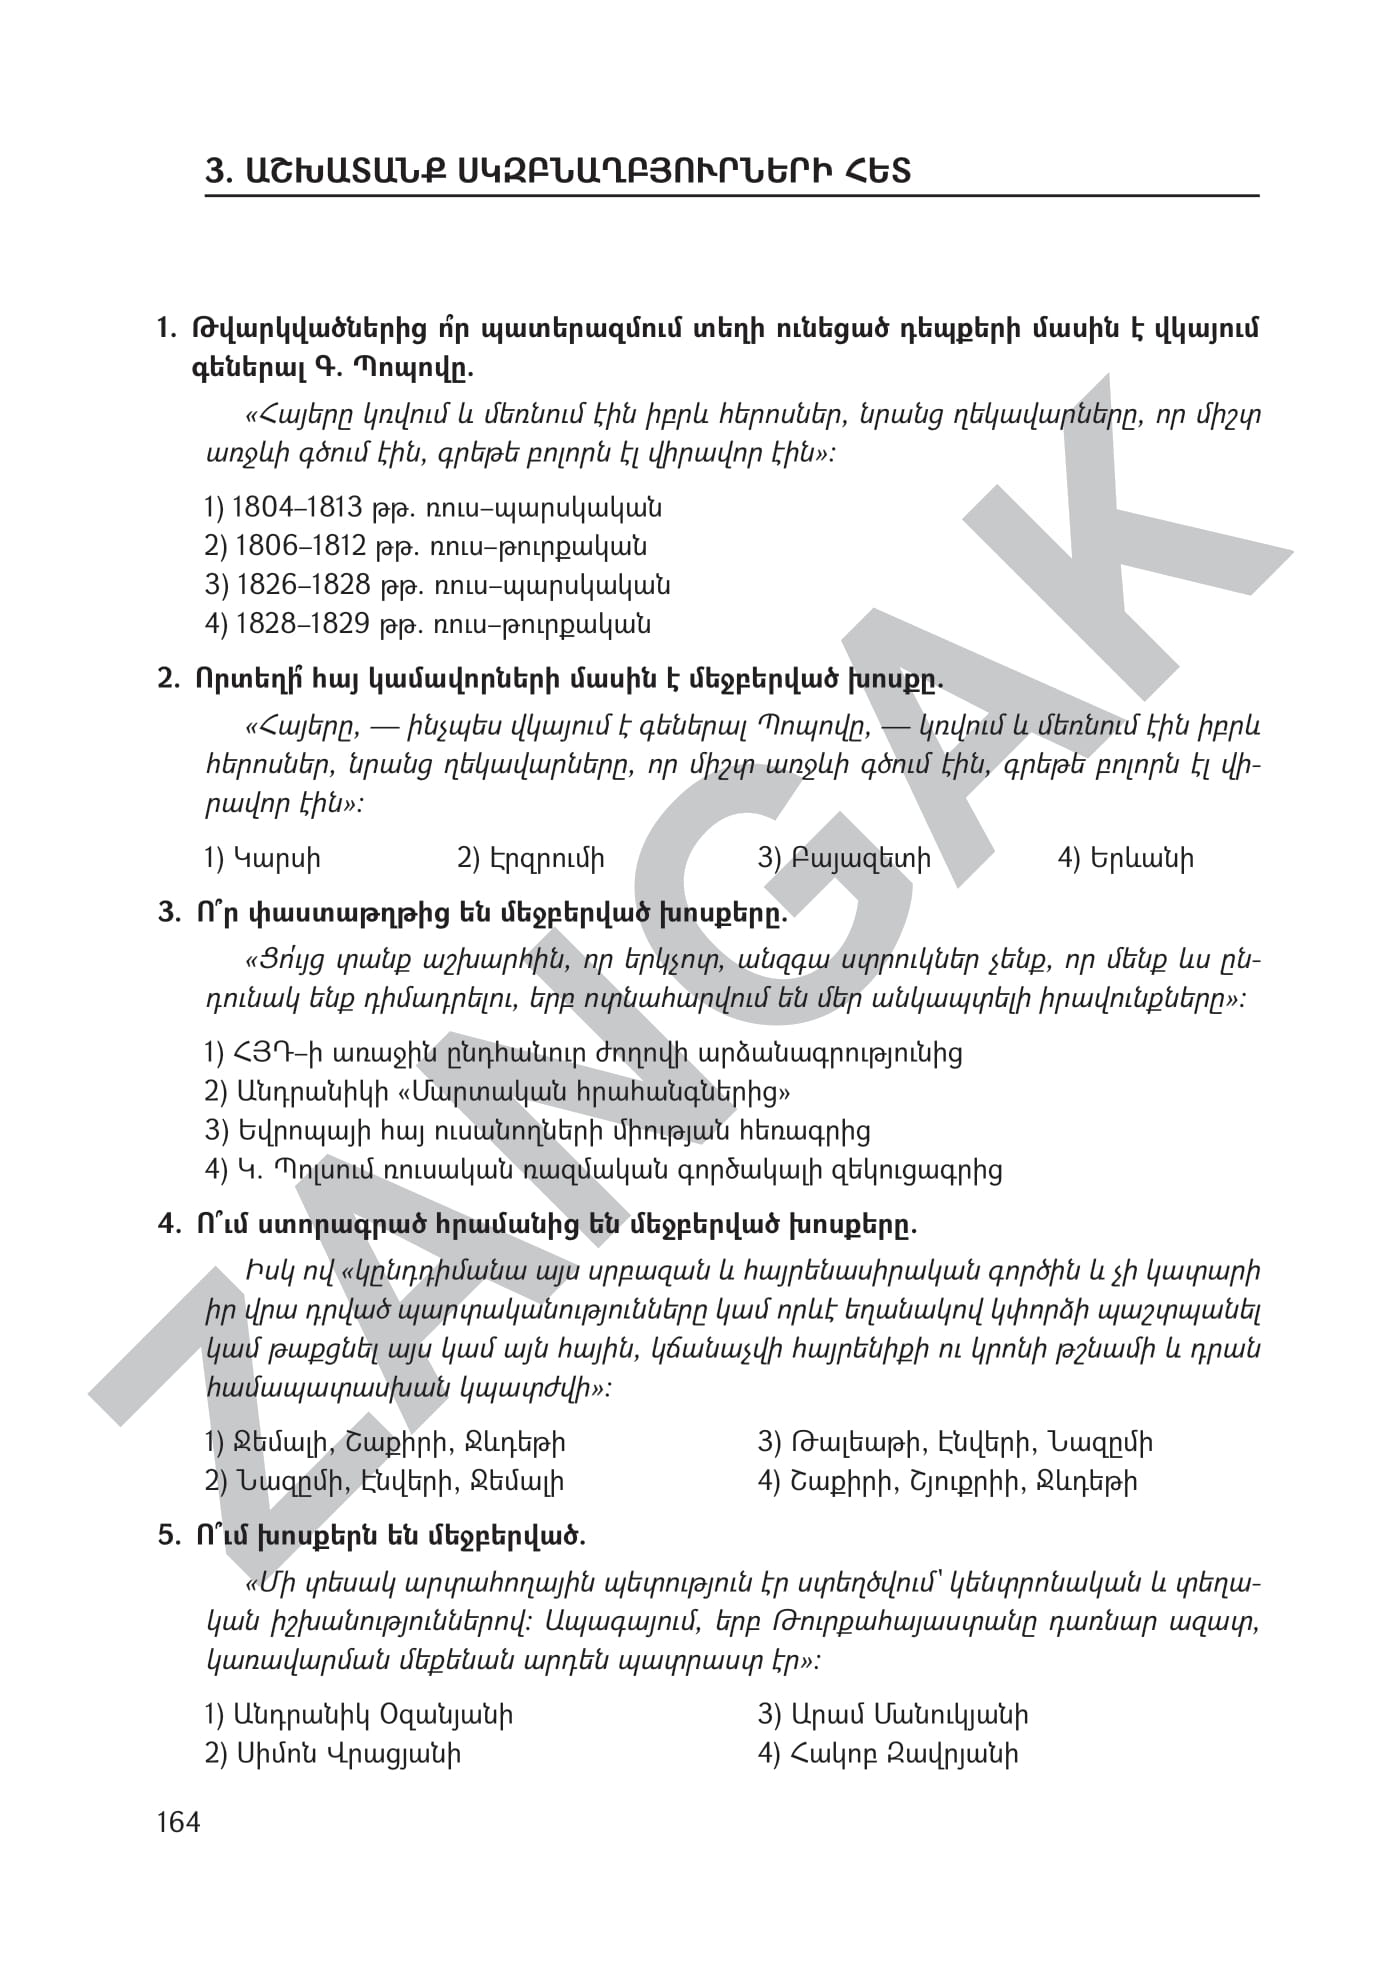 3. ԱՇԽԱՏԱՆՔ ՍԿԶԲՆԱՂԲՅՈՒՐՆԵՐԻ ՀԵՏ
1. Թվարկվածներից ո՞ր պատերազմում տեղի ունեցած դեպքերի մասին է վկայում
գեներալ Գ. Պոպովը.
«Հայերը կռվում և մեռնում էին իբրև հերոսներ, նրանց ղեկավարները, որ միշտ
առջևի գծում էին, գրեթե բոլորն էլ վիրավոր էին»:
1) 1804–1813 թթ. ռուս–պարսկական
2) 1806–1812 թթ. ռուս–թուրքական
3) 1826–1828 թթ. ռուս–պարսկական
4) 1828–1829 թթ. ռուս–թուրքական
2. Որտեղի՞ հայ կամավորների մասին է մեջբերված խոսքը.
«Հայերը, — ինչպես վկայում է գեներալ Պոպովը, — կռվում և մեռնում էին իբրև
հերոսներ, նրանց ղեկավարները, որ միշտ առջևի գծում էին, գրեթե բոլորն էլ վի-
րավոր էին»:
1) Կարսի 2) Էրզրումի 3) Բայազետի 4) Երևանի
3. Ո՞ր փաստաթղթից են մեջբերված խոսքերը.
«Ցո՛ւյց տանք աշխարհին, որ երկչոտ, անզգա ստրուկներ չենք, որ մենք ևս ըն-
դունակ ենք դիմադրելու, երբ ոտնահարվում են մեր անկապտելի իրավունքները»:
1) ՀՅԴ–ի առաջին ընդհանուր ժողովի արձանագրությունից
2) Անդրանիկի «Մարտական հրահանգներից»
3) Եվրոպայի հայ ուսանողների միության հեռագրից
4) Կ. Պոլսում ռուսական ռազմական գործակալի զեկուցագրից
4. Ո՞ւմ ստորագրած հրամանից են մեջբերված խոսքերը.
Իսկ ով «կընդդիմանա այս սրբազան և հայրենասիրական գործին և չի կատարի
իր վրա դրված պարտականությունները կամ որևէ եղանակով կփորձի պաշտպանել
կամ թաքցնել այս կամ այն հային, կճանաչվի հայրենիքի ու կրոնի թշնամի և դրան
համապատասխան կպատժվի»:
1) Ջեմալի, Շաքիրի, Ջևդեթի 3) Թալեաթի, Էնվերի, Նազըմի
2) Նազըմի, Էնվերի, Ջեմալի 4) Շաքիրի, Շյուքրիի, Ջևդեթի
5. Ո՞ւմ խոսքերն են մեջբերված.
«Մի տեսակ արտահողային պետություն էր ստեղծվում՝ կենտրոնական և տեղա-
կան իշխանություններով: Ապագայում, երբ Թուրքահայաստանը դառնար ազատ,
կառավարման մեքենան արդեն պատրաստ էր»:
1) Անդրանիկ Օզանյանի 3) Արամ Մանուկյանի
2) Սիմոն Վրացյանի 4) Հակոբ Զավրյանի
164
ZANGAK